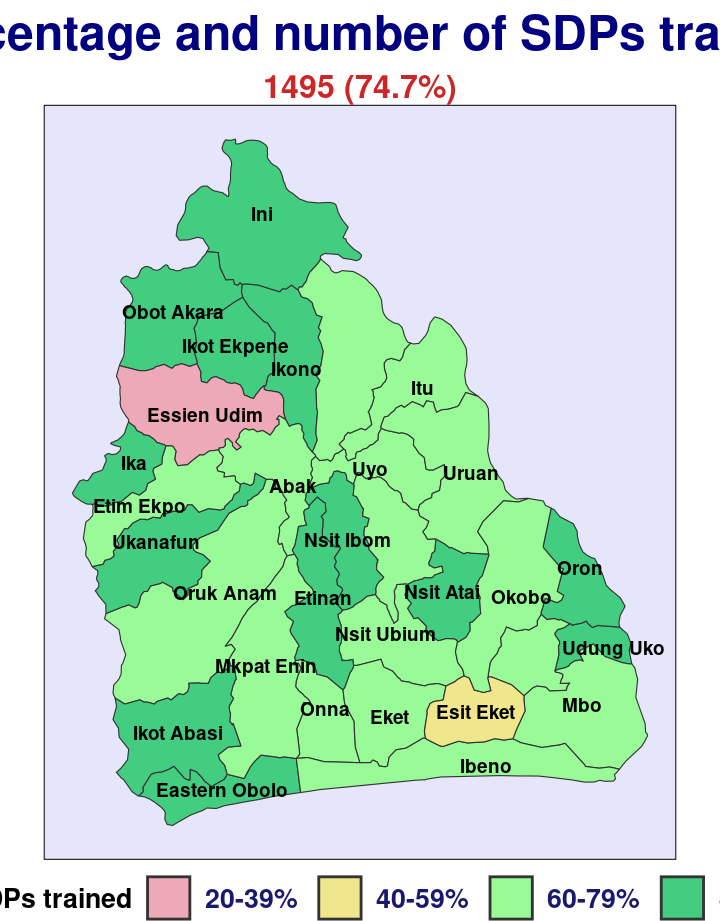 centage and number of SDPs tra
1495 (74.7%)
Ini
Obot Akara
Ikot Ekpene
Ikono
Itu
Essien Udim
Ika
Uyo
Uruan
Abak
Etim Ekpo
Ukanafun
Nsit Ibom
Oron
Oruk Anam
Etinan
Nsit Atai
Okobo
Nsit Ubium
Udung Uko
Mkpat Enin
Onna
Eket
Esit Eket
Mbo
Ikot Abasi
Ibeno
Eastern Obolo
DPs trained 20-39% 40-59% 60-79%